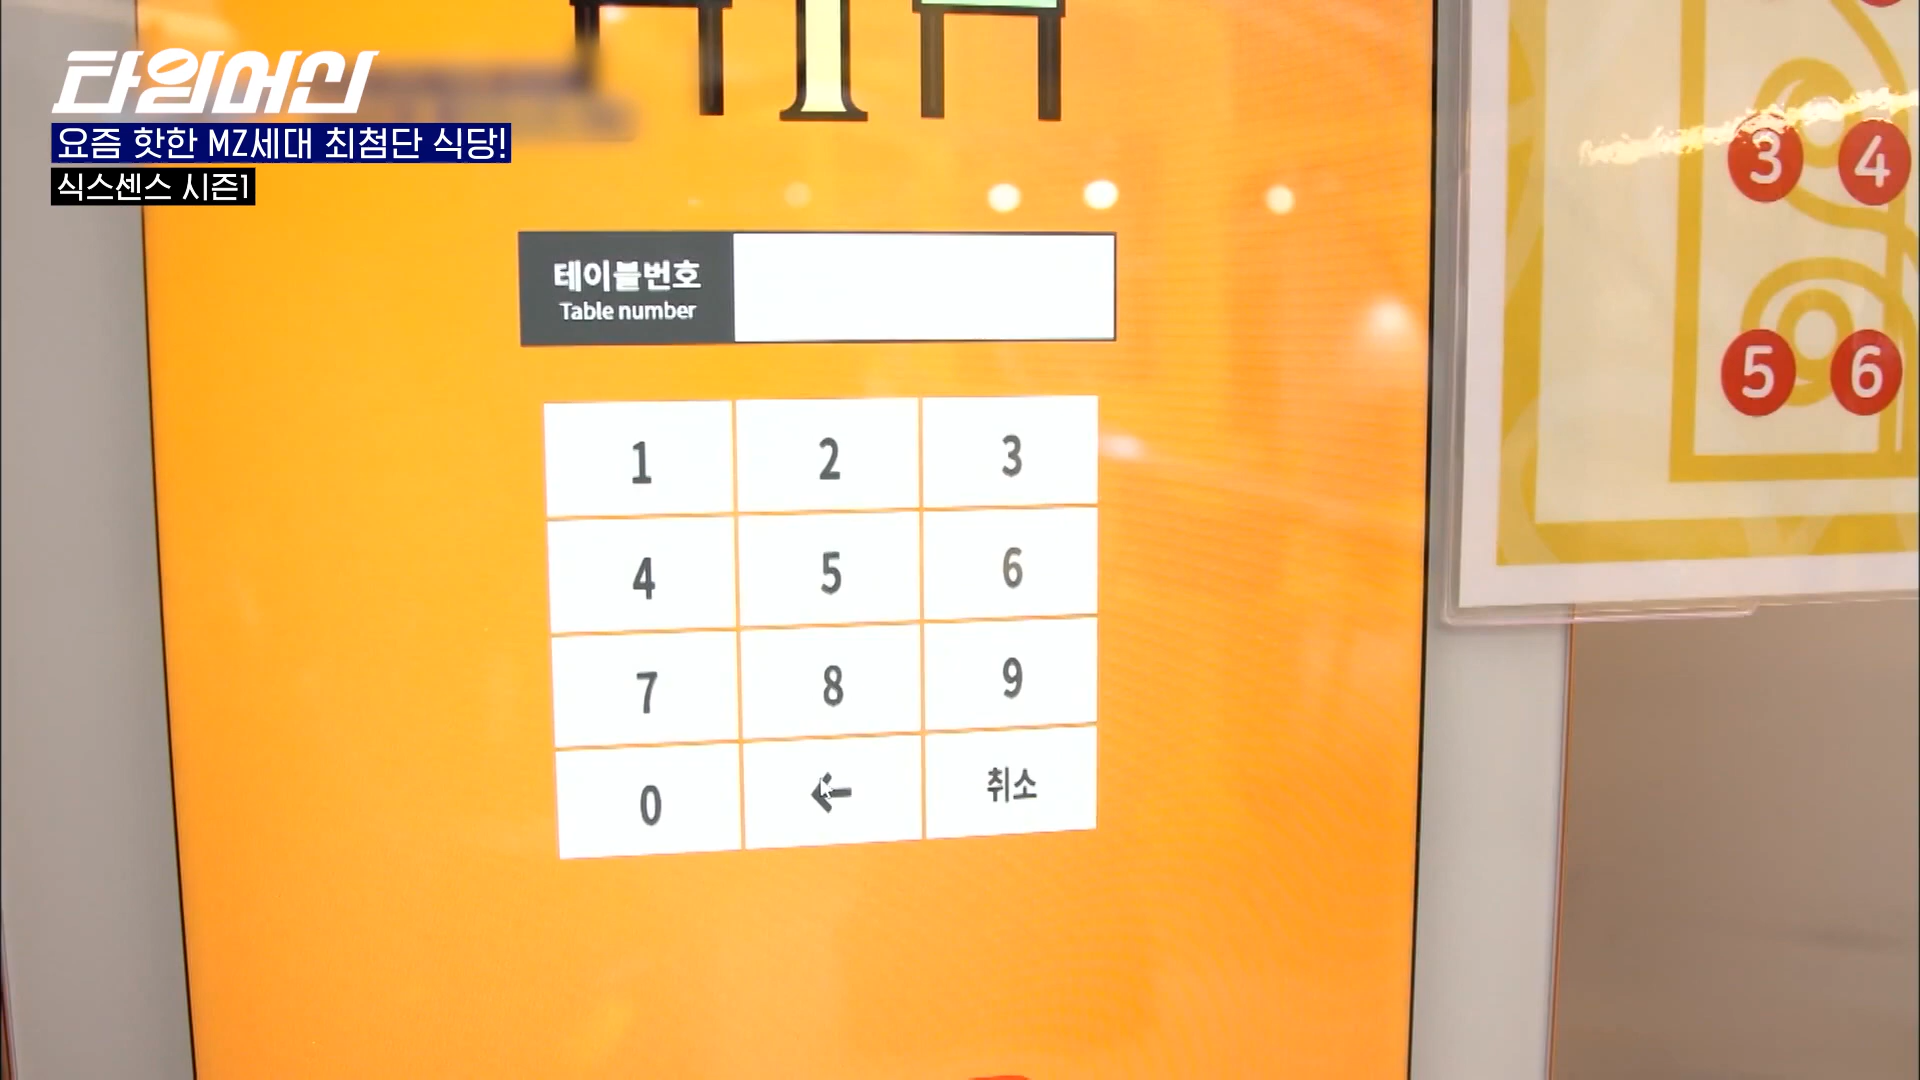 타임머신
요즘 핫한 MZ세대 최첨단 식당!
식스센스 시즌1
테이블번호
Table number
1 2 3
4 5 6
7 8 9
0 ← 취소
3 4
5 6